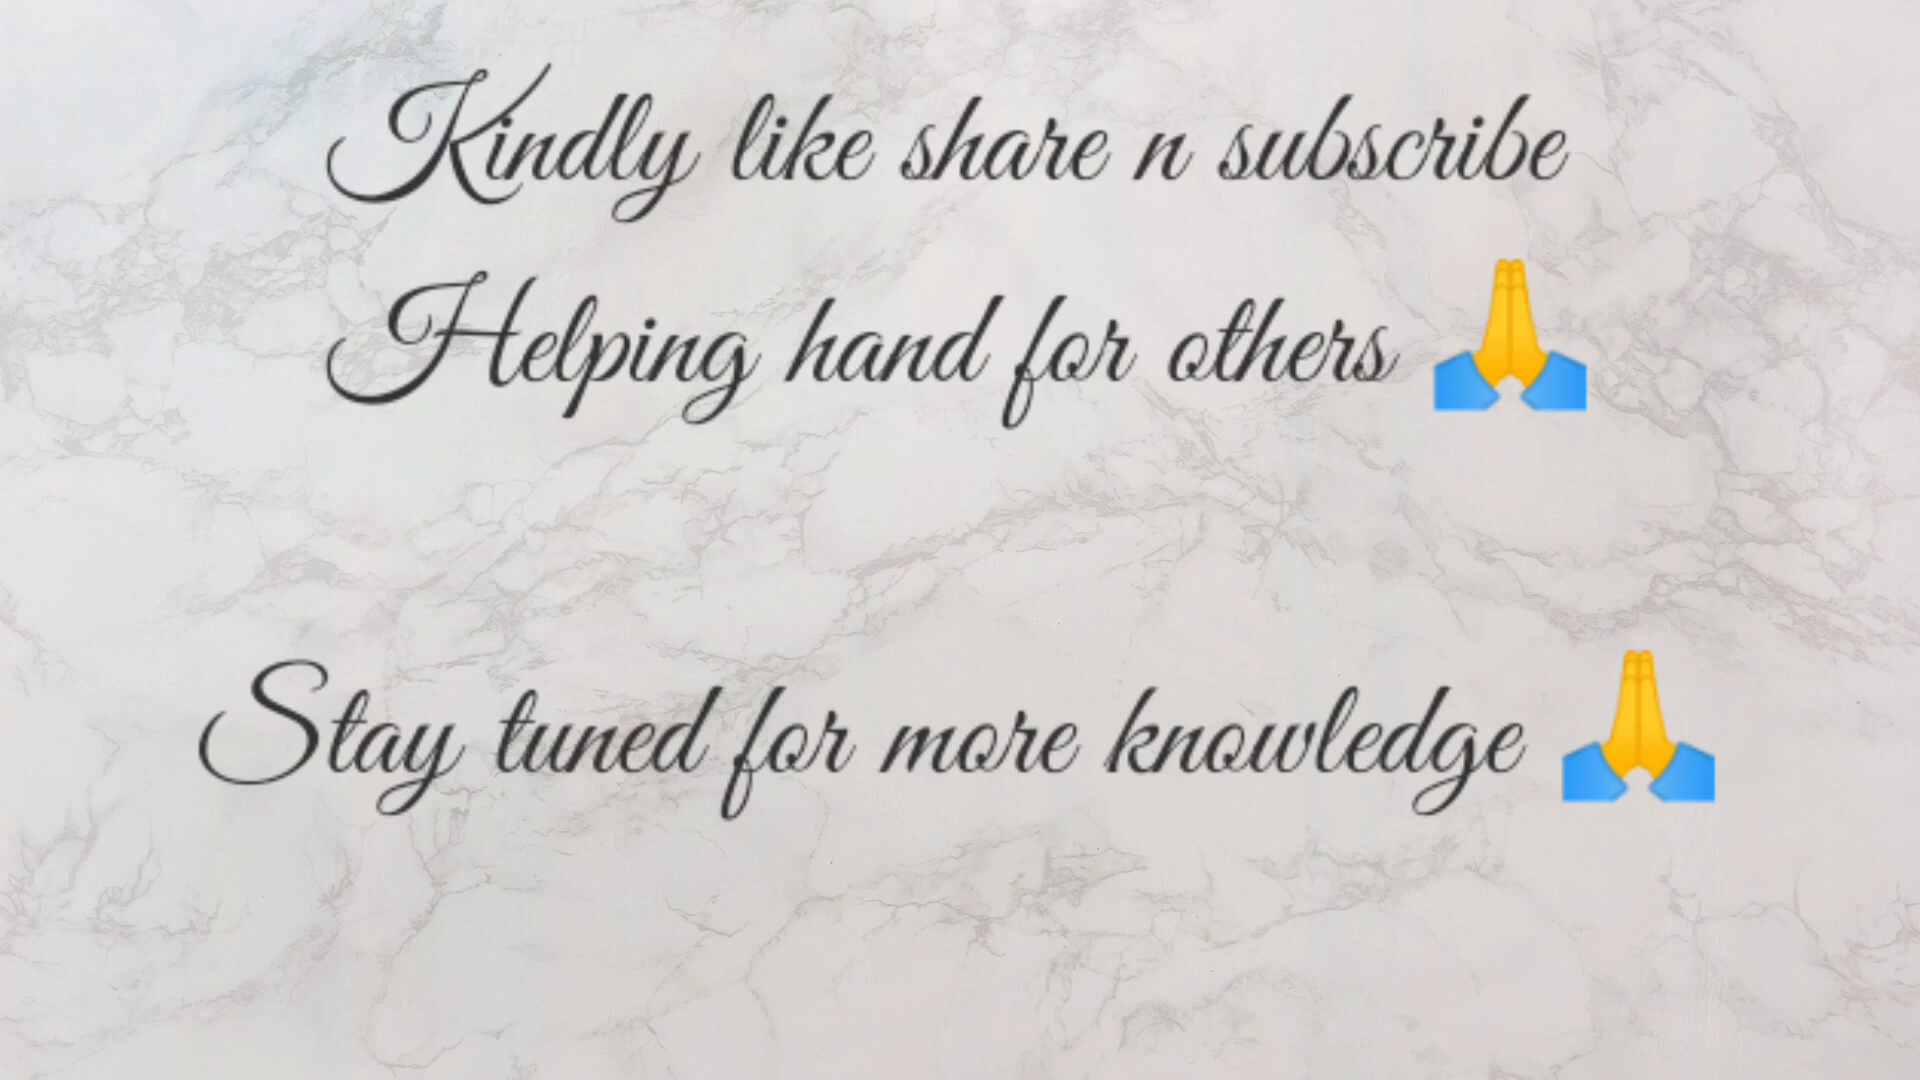 Kindly like share n subscribe
Helping hand for others 🙏
Stay tuned for more knowledge 🙏